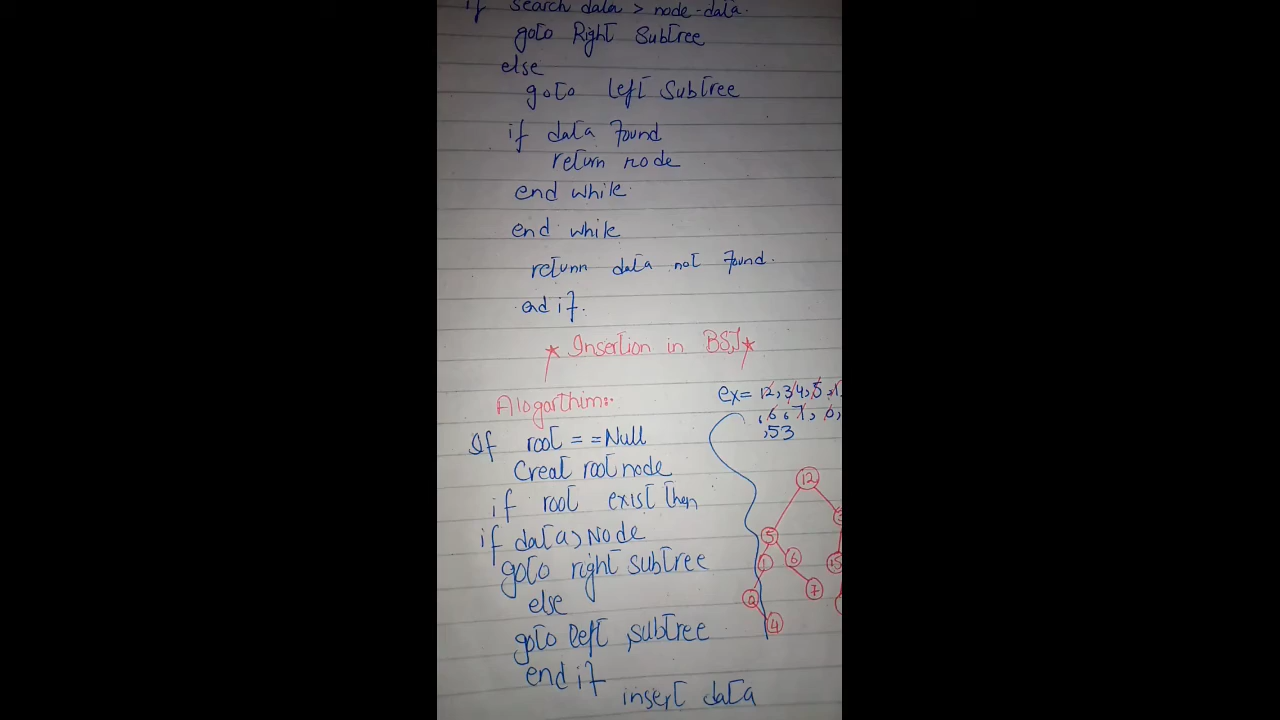 if search data > node-data.
goto Right Subtree
else
goto left Subtree
if data found
return node
end while.
end while
return data not found.
end if.
* Insertion in BST *
Alogarthim:
ex= 12,34,5,1
,6,7,
,53
If root = =Null
Creat root node
if root exist then
if data > Node
goto right subtree
else
goto left subtree
end if
insert data
12
5
1
6
15
7
4